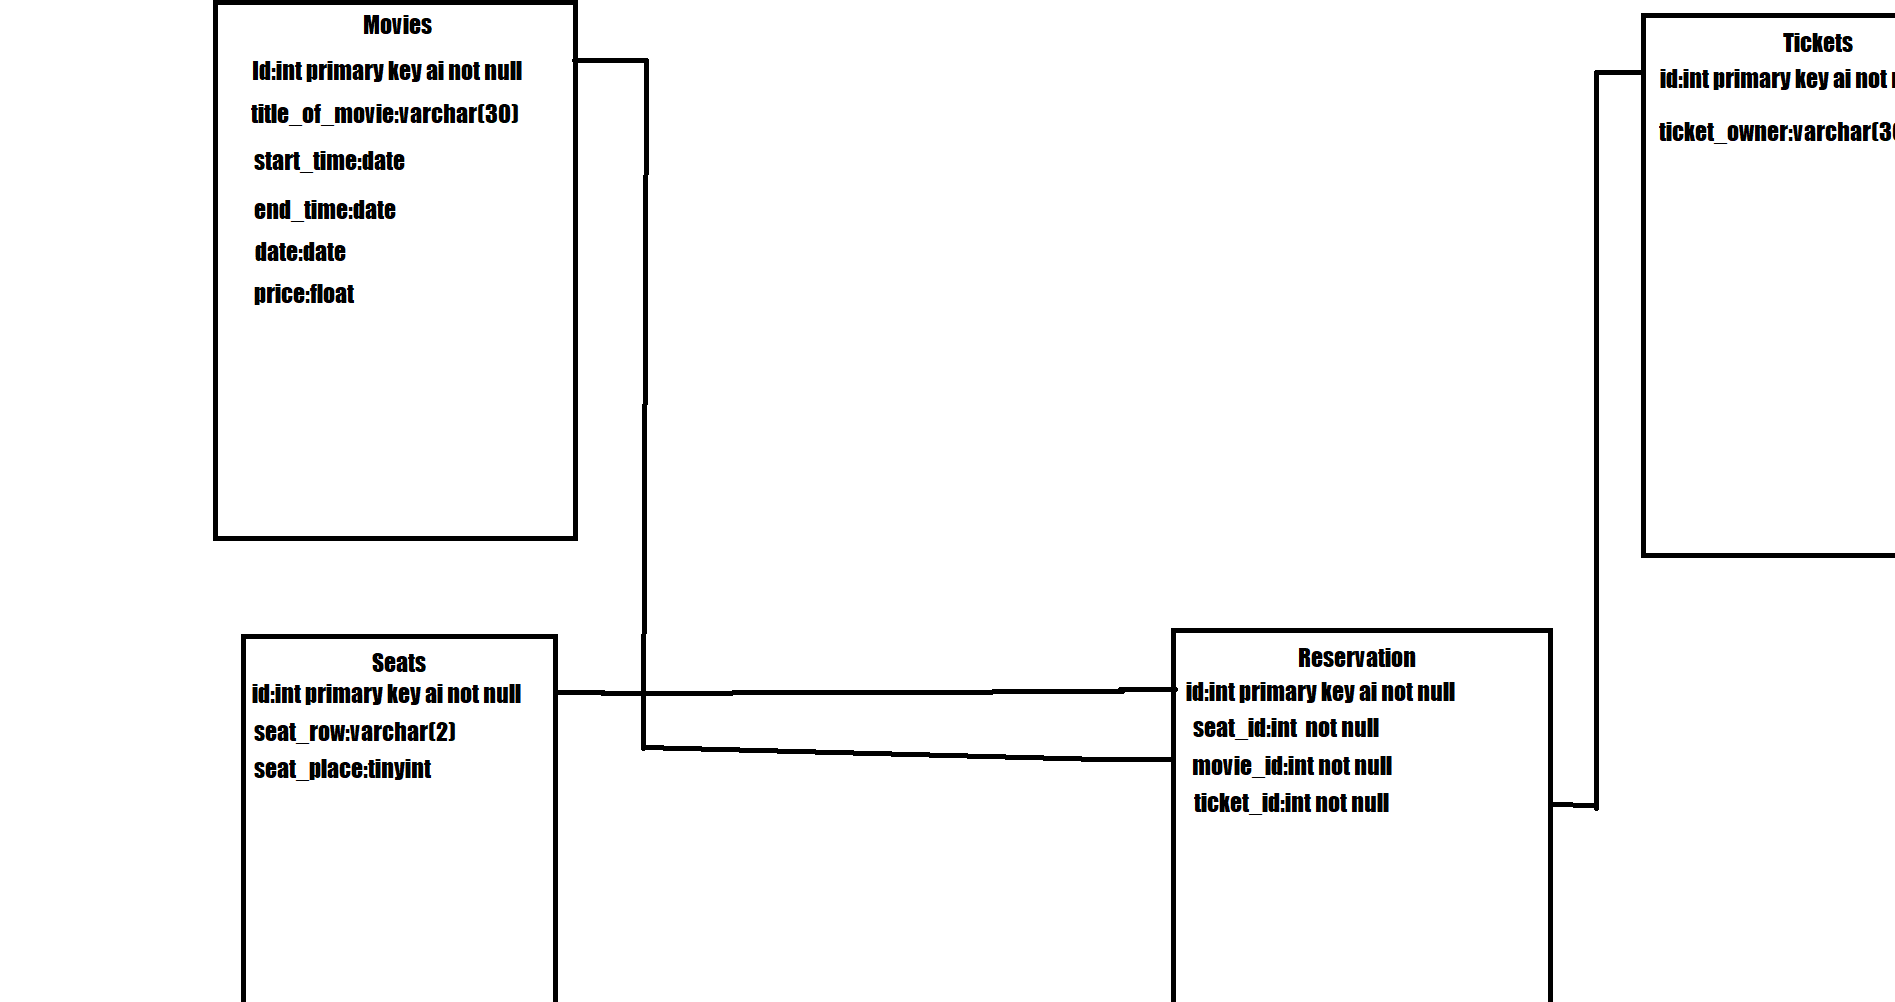 Movies
Id:int primary key ai not null
title_of_movie:varchar(30)
start_time:date
end_time:date
date:date
price:float
Tickets
id:int primary key ai not
ticket_owner:varchar(3
Seats
id:int primary key ai not null
seat_row:varchar(2)
seat_place:tinyint
Reservation
id:int primary key ai not null
seat_id:int not null
movie_id:int not null
ticket_id:int not null